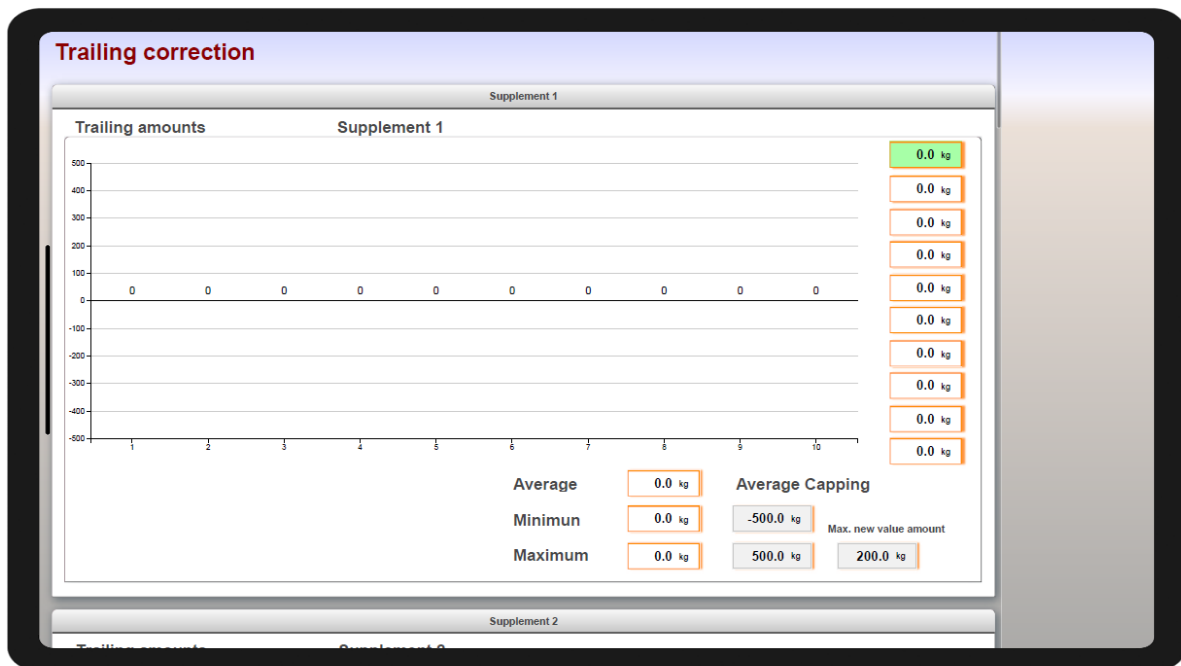 Trailing correction
Supplement 1
Trailing amounts Supplement 1
500
400
300
200
100
0
-100
-200
-300
-400
-500
0 0 0 0 0 0 0 0 0 0
1 2 3 4 5 6 7 8 9 10
0.0 kg
0.0 kg
0.0 kg
0.0 kg
0.0 kg
0.0 kg
0.0 kg
0.0 kg
0.0 kg
0.0 kg
Average 0.0 kg Average Capping
Minimun 0.0 kg -500.0 kg Max. new value amount
Maximum 0.0 kg 500.0 kg 200.0 kg
Supplement 2
Trailing amounts Supplement 2